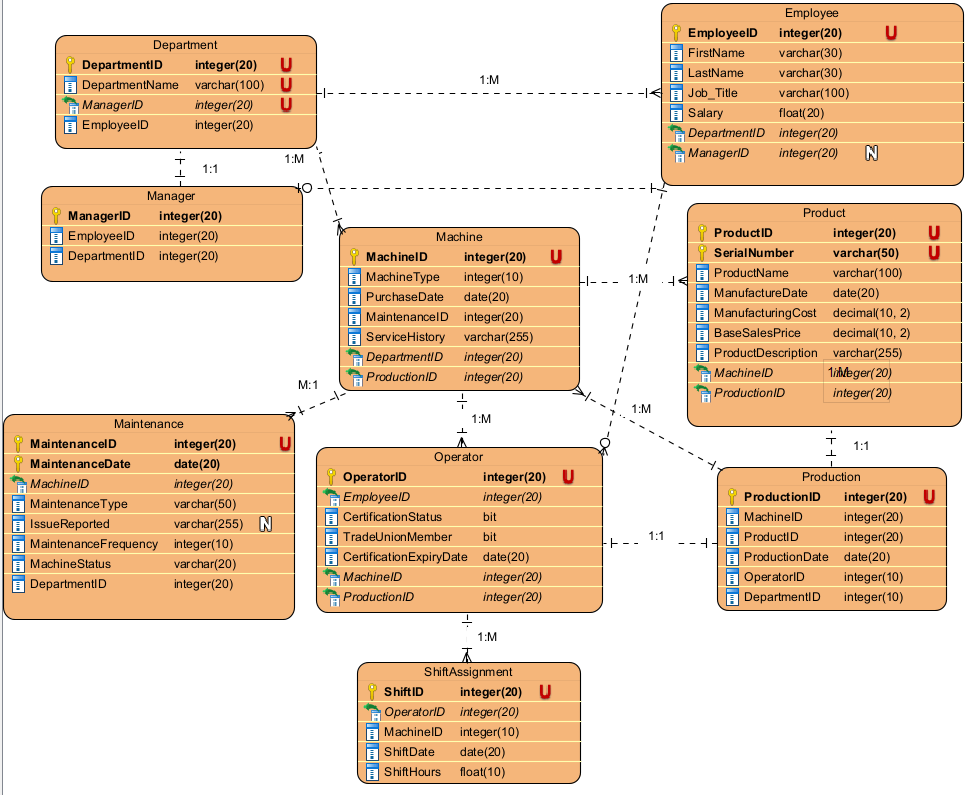 Department
DepartmentID integer(20) U
DepartmentName varchar(100) U
ManagerID integer(20) U
EmployeeID integer(20)
Employee
EmployeeID integer(20) U
FirstName varchar(30)
LastName varchar(30)
Job_Title varchar(100)
Salary float(20)
DepartmentID integer(20)
ManagerID integer(20) N
1:M
1:1
1:M
Manager
ManagerID integer(20)
EmployeeID integer(20)
DepartmentID integer(20)
Machine
MachineID integer(20) U
MachineType integer(10)
PurchaseDate date(20)
MaintenanceID integer(20)
ServiceHistory varchar(255)
DepartmentID integer(20)
ProductionID integer(20)
1:M
Product
ProductID integer(20) U
SerialNumber varchar(50) U
ProductName varchar(100)
ManufactureDate date(20)
ManufacturingCost decimal(10, 2)
BaseSalesPrice decimal(10, 2)
ProductDescription varchar(255)
MachineID integer(20)
1:M
ProductionID integer(20)
M:1
1:M
1:M
1:1
Maintenance
MaintenanceID integer(20) U
MaintenanceDate date(20)
MachineID integer(20)
MaintenanceType varchar(50)
IssueReported varchar(255) N
MaintenanceFrequency integer(10)
MachineStatus varchar(20)
DepartmentID integer(20)
Operator
OperatorID integer(20) U
EmployeeID integer(20)
CertificationStatus bit
TradeUnionMember bit
CertificationExpiryDate date(20)
MachineID integer(20)
ProductionID integer(20)
1:1
Production
ProductionID integer(20) U
MachineID integer(20)
ProductID integer(20)
ProductionDate date(20)
OperatorID integer(10)
DepartmentID integer(10)
1:M
ShiftAssignment
ShiftID integer(20) U
OperatorID integer(20)
MachineID integer(10)
ShiftDate date(20)
ShiftHours float(10)